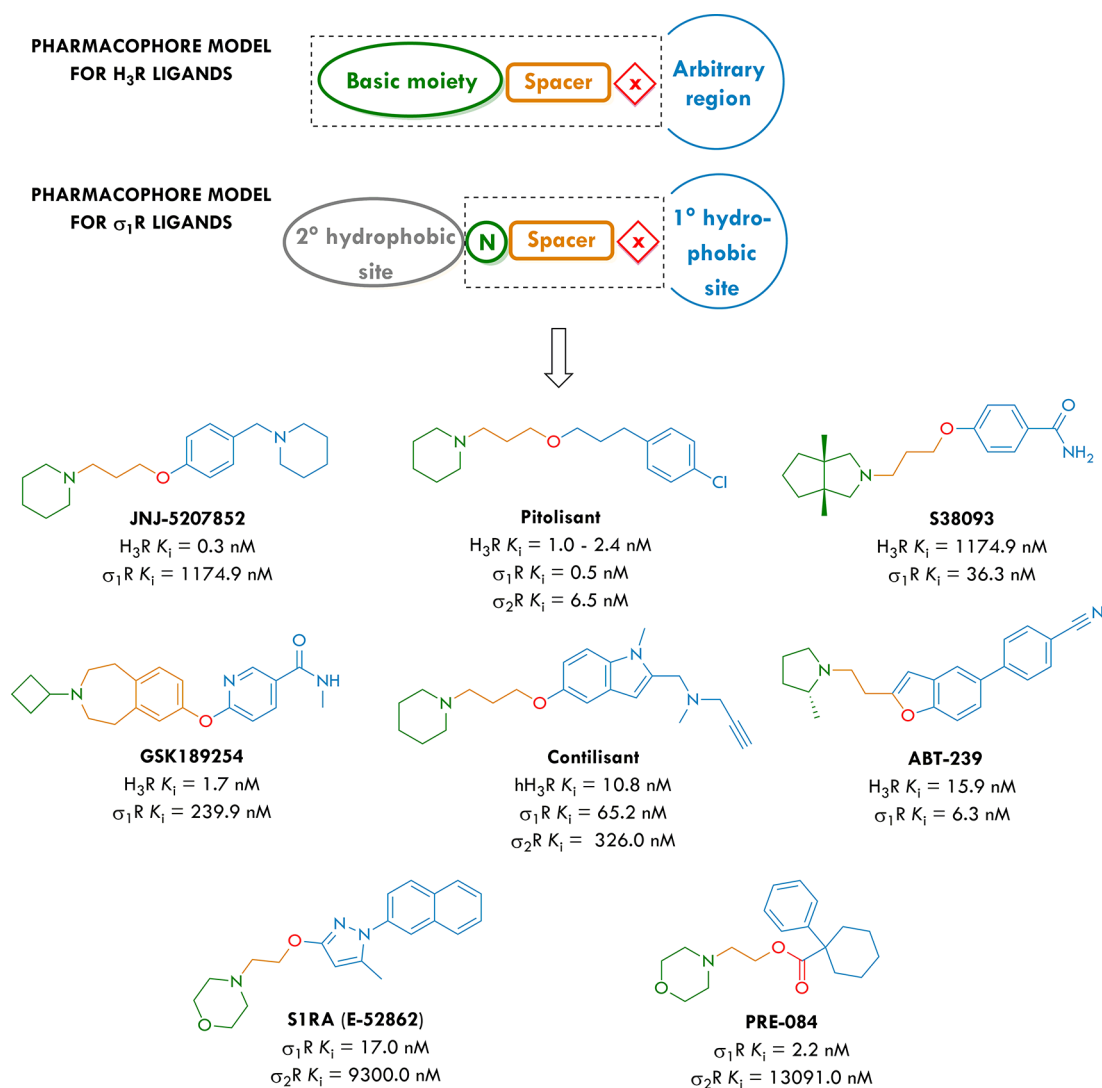 PHARMACOPHORE MODEL
FOR H₃R LIGANDS
Basic moiety
Spacer
x
Arbitrary
region
PHARMACOPHORE MODEL
FOR σ₁R LIGANDS
2° hydrophobic
site
N
Spacer
x
1° hydro-
phobic
site
N
O
N
JNJ-5207852
H₃R Kᵢ = 0.3 nM
σ₁R Kᵢ = 1174.9 nM
N
O
Cl
Pitolisant
H₃R Kᵢ = 1.0 - 2.4 nM
σ₁R Kᵢ = 0.5 nM
σ₂R Kᵢ = 6.5 nM
N
O
O
NH₂
S38093
H₃R Kᵢ = 1174.9 nM
σ₁R Kᵢ = 36.3 nM
N
O
N
O
NH
GSK189254
H₃R Kᵢ = 1.7 nM
σ₁R Kᵢ = 239.9 nM
N
O
N
N
Contilisant
hH₃R Kᵢ = 10.8 nM
σ₁R Kᵢ = 65.2 nM
σ₂R Kᵢ = 326.0 nM
N
O
N
ABT-239
H₃R Kᵢ = 15.9 nM
σ₁R Kᵢ = 6.3 nM
O
N
O
N
N
S1RA (E-52862)
σ₁R Kᵢ = 17.0 nM
σ₂R Kᵢ = 9300.0 nM
O
N
O
O
PRE-084
σ₁R Kᵢ = 2.2 nM
σ₂R Kᵢ = 13091.0 nM